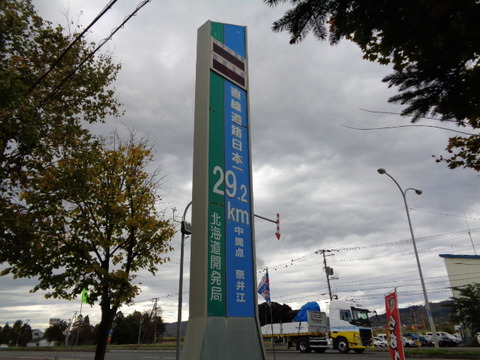 直線道路日本一
29.2
km
中間点 奈井江
北海道開発局